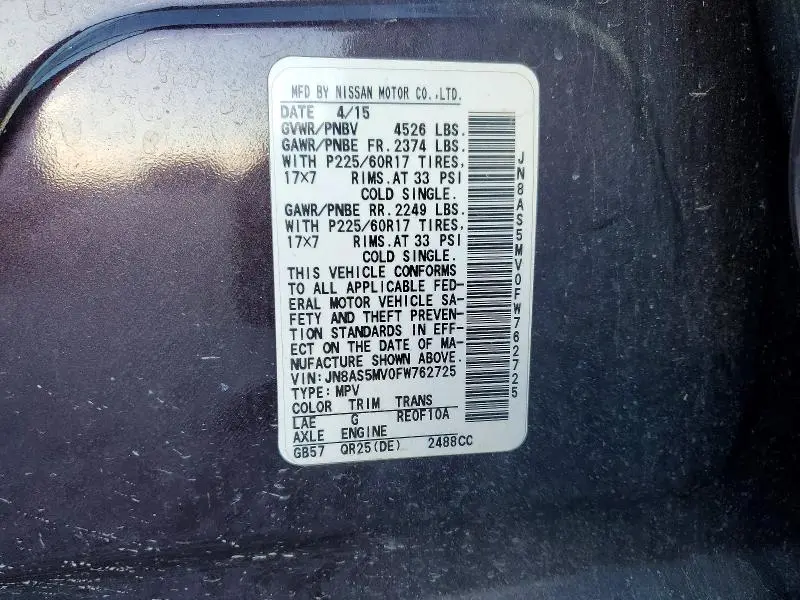 MFD BY NISSAN MOTOR CO.,LTD.
DATE 4/15
GVWR/PNBV 4526 LBS.
GAWR/PNBE FR. 2374 LBS.
WITH P225/60R17 TIRES,
17×7 RIMS.AT 33 PSI
COLD SINGLE.
GAWR/PNBE RR. 2249 LBS.
WITH P225/60R17 TIRES,
17×7 RIMS.AT 33 PSI
COLD SINGLE.
THIS VEHICLE CONFORMS
TO ALL APPLICABLE FED-
ERAL MOTOR VEHICLE SA-
FETY AND THEFT PREVEN-
TION STANDARDS IN EFF-
ECT ON THE DATE OF MA-
NUFACTURE SHOWN ABOVE.
VIN:JN8AS5MV0FW762725
TYPE:MPV
COLOR TRIM TRANS
LAE G RE0F10A
AXLE ENGINE
GB57 QR25(DE) 2488CC
JN8AS5MV0FW762725